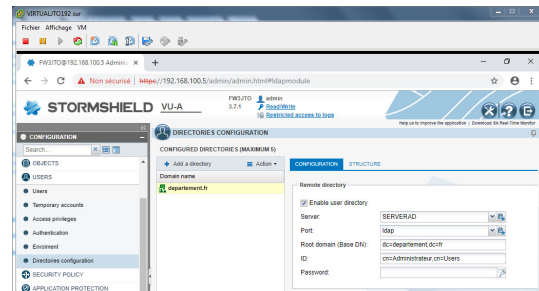 VIRTUALJTO192 sur
Fichier Affichage VM
FW3JTO@192.168.100.5 Adminis
Non sécurisé | https://192.168.500.5/admin/admin.html#ldapmodule
STORMSHIELD
VU-A
FW3JTO
3.7.1
admin
Read/Write
Restricted access to logs
Help us to improve the application | Download SN Real-Time Monitor
CONFIGURATION
Search...
OBJECTS
USERS
Users
Temporary accounts
Access privileges
Authentication
Enrolment
Directories configuration
SECURITY POLICY
APPLICATION PROTECTION
DIRECTORIES CONFIGURATION
CONFIGURED DIRECTORIES (MAXIMUM 5)
Add a directory
Action
Domain name
departement.fr
CONFIGURATION STRUCTURE
Remote directory
Enable user directory
Server: SERVERAD
Port: ldap
Root domain (Base DN): dc=departement,dc=fr
ID: cn=Administrateur,cn=Users
Password: